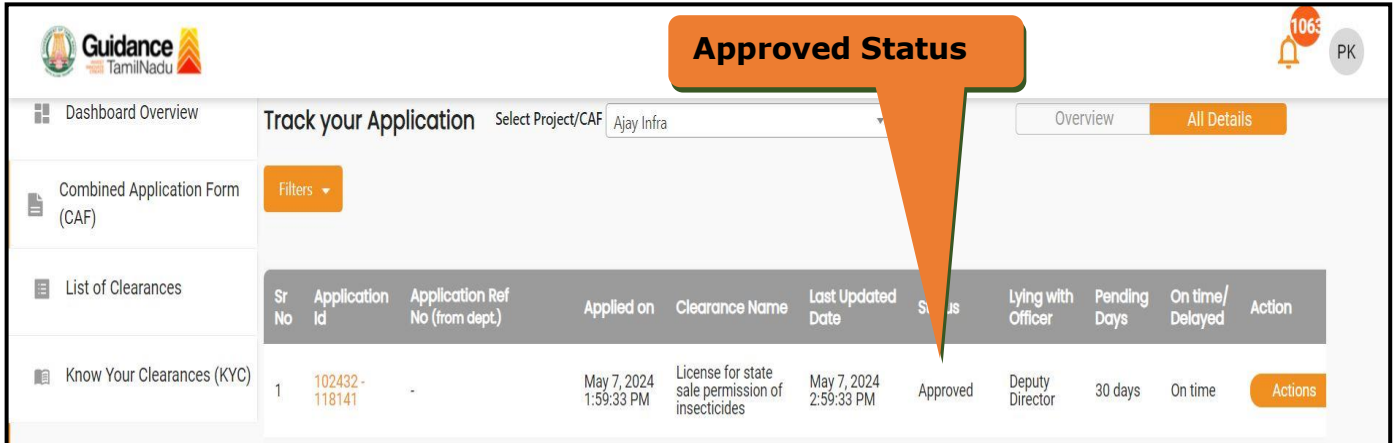 Guidance
TamilNadu
Approved Status
1063
PK
Dashboard Overview
Track your Application
Select Project/CAF
Ajay Infra
Overview
All Details
Combined Application Form
(CAF)
Filters
List of Clearances
Sr
No
Application
Id
Application Ref
No (from dept.)
Applied on
Clearance Name
Last Updated
Date
Lying with
Officer
Pending
Days
On time/
Delayed
Action
Know Your Clearances (KYC)
1
102432 -
118141
-
May 7, 2024
1:59:33 PM
License for state
sale permission of
insecticides
May 7, 2024
2:59:33 PM
Approved
Deputy
Director
30 days
On time
Actions